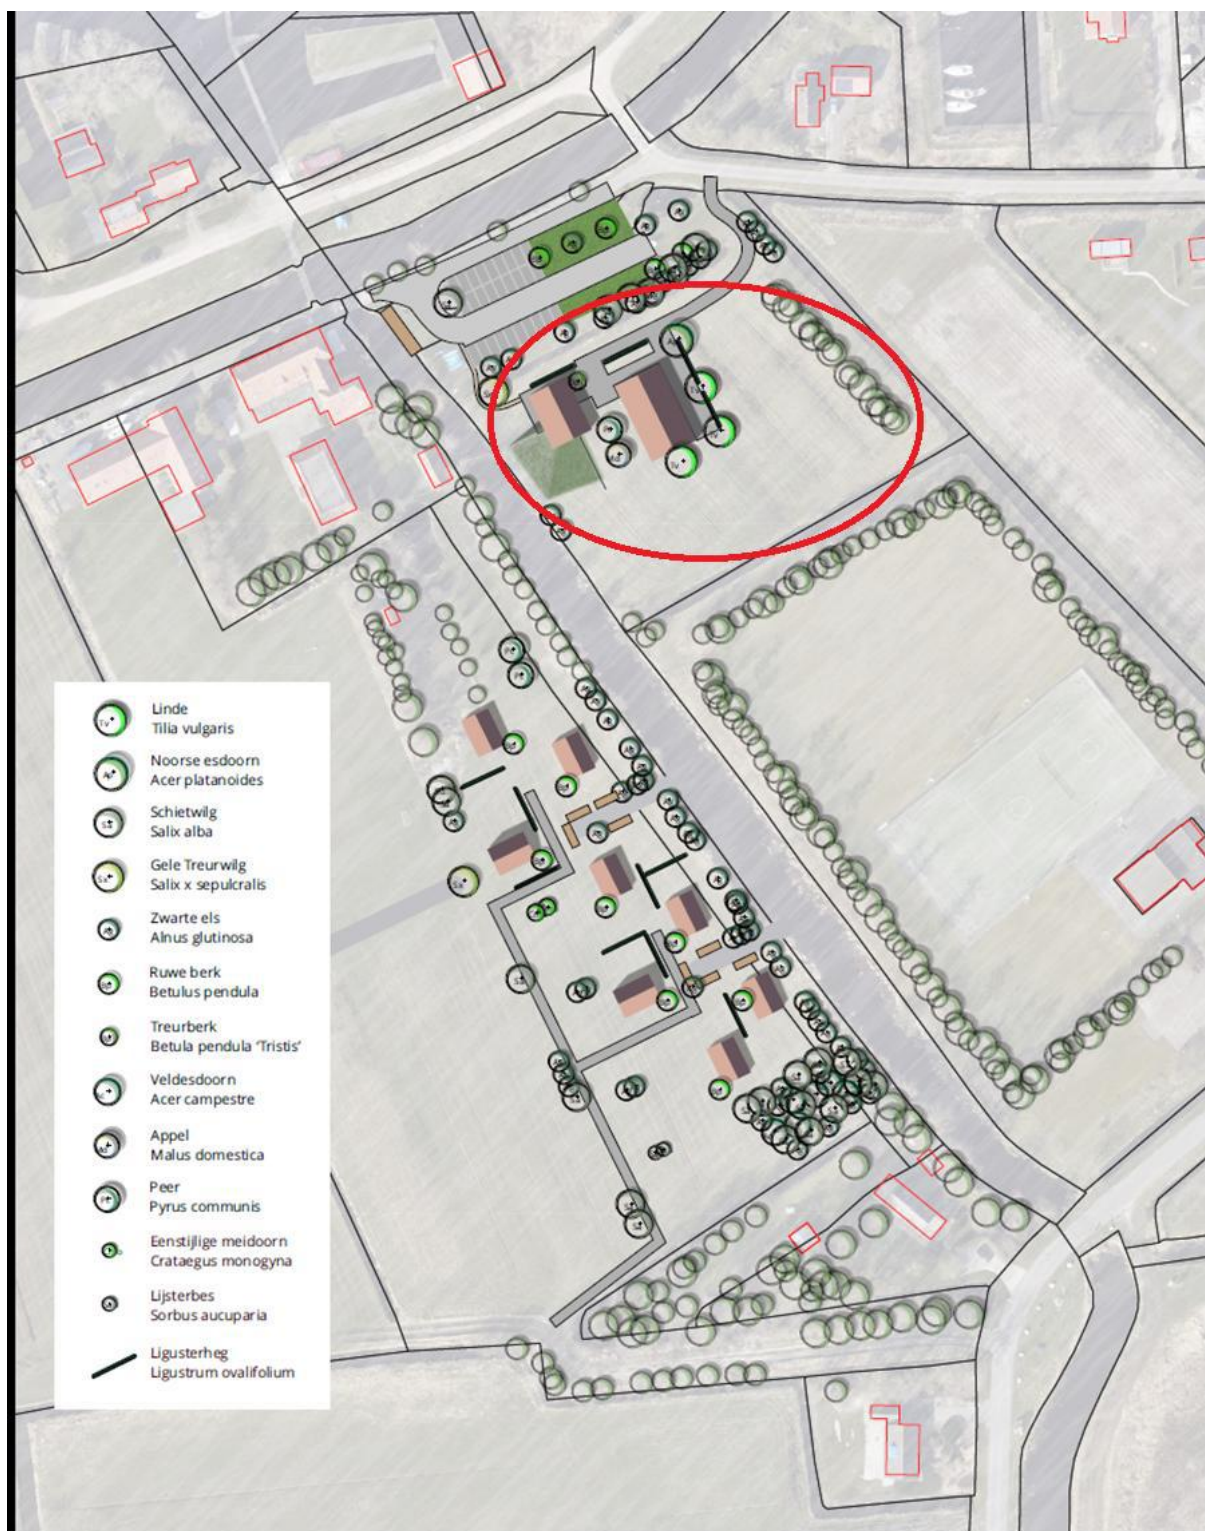 Linde
Tilia vulgaris
Noorse esdoorn
Acer platanoides
Schietwilg
Salix alba
Gele Treurwilg
Salix x sepulcralis
Zwarte els
Alnus glutinosa
Ruwe berk
Betulus pendula
Treurberk
Betula pendula ‘Tristis’
Veldesdoorn
Acer campestre
Appel
Malus domestica
Peer
Pyrus communis
Eenstijlige meidoorn
Crataegus monogyna
Lijsterbes
Sorbus aucuparia
Ligusterheg
Ligustrum ovalifolium